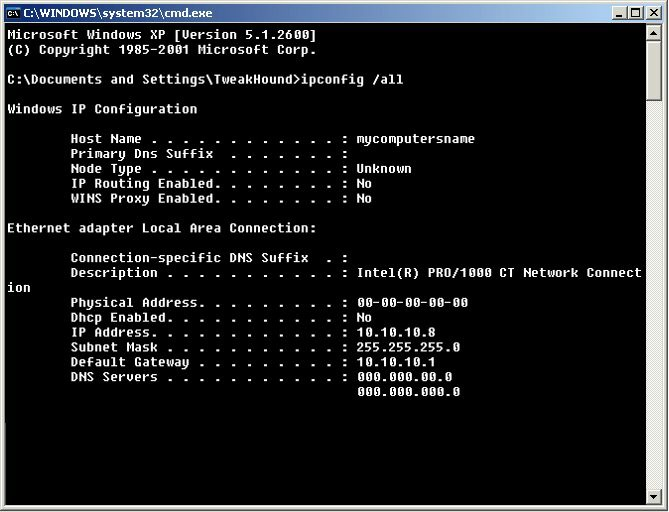 C:\WINDOWS\system32\cmd.exe
Microsoft Windows XP [Version 5.1.2600]
(C) Copyright 1985-2001 Microsoft Corp.
C:\Documents and Settings\TweakHound>ipconfig /all
Windows IP Configuration
Host Name . . . . . . . . . . . . : mycomputersname
Primary Dns Suffix  . . . . . . . :
Node Type . . . . . . . . . . . . : Unknown
IP Routing Enabled. . . . . . . . : No
WINS Proxy Enabled. . . . . . . . : No
Ethernet adapter Local Area Connection:
Connection-specific DNS Suffix  . :
Description . . . . . . . . . . . : Intel(R) PRO/1000 CT Network Connect
ion
Physical Address. . . . . . . . . : 00-00-00-00-00
Dhcp Enabled. . . . . . . . . . . : No
IP Address. . . . . . . . . . . . : 10.10.10.8
Subnet Mask . . . . . . . . . . . : 255.255.255.0
Default Gateway . . . . . . . . . : 10.10.10.1
DNS Servers . . . . . . . . . . . : 000.000.00.0
000.000.000.0